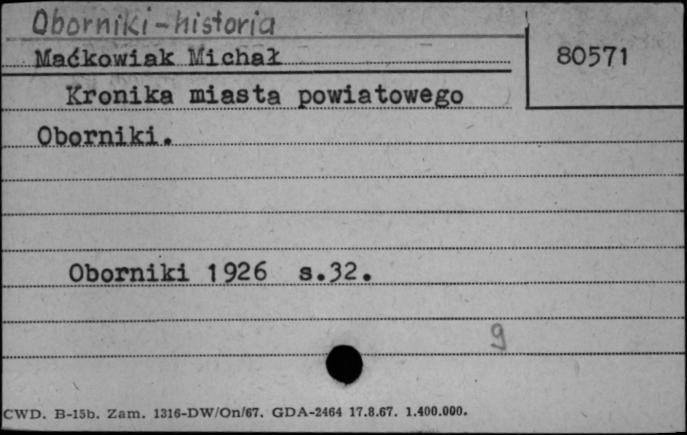 Oborniki-historia
Maćkowiak Michał
80571
Kronika miasta powiatowego
Oborniki.
Oborniki 1926 s.32.
9
CWD. B-15b. Zam. 1316-DW/On/67. GDA-2464 17.8.67. 1.400.000.